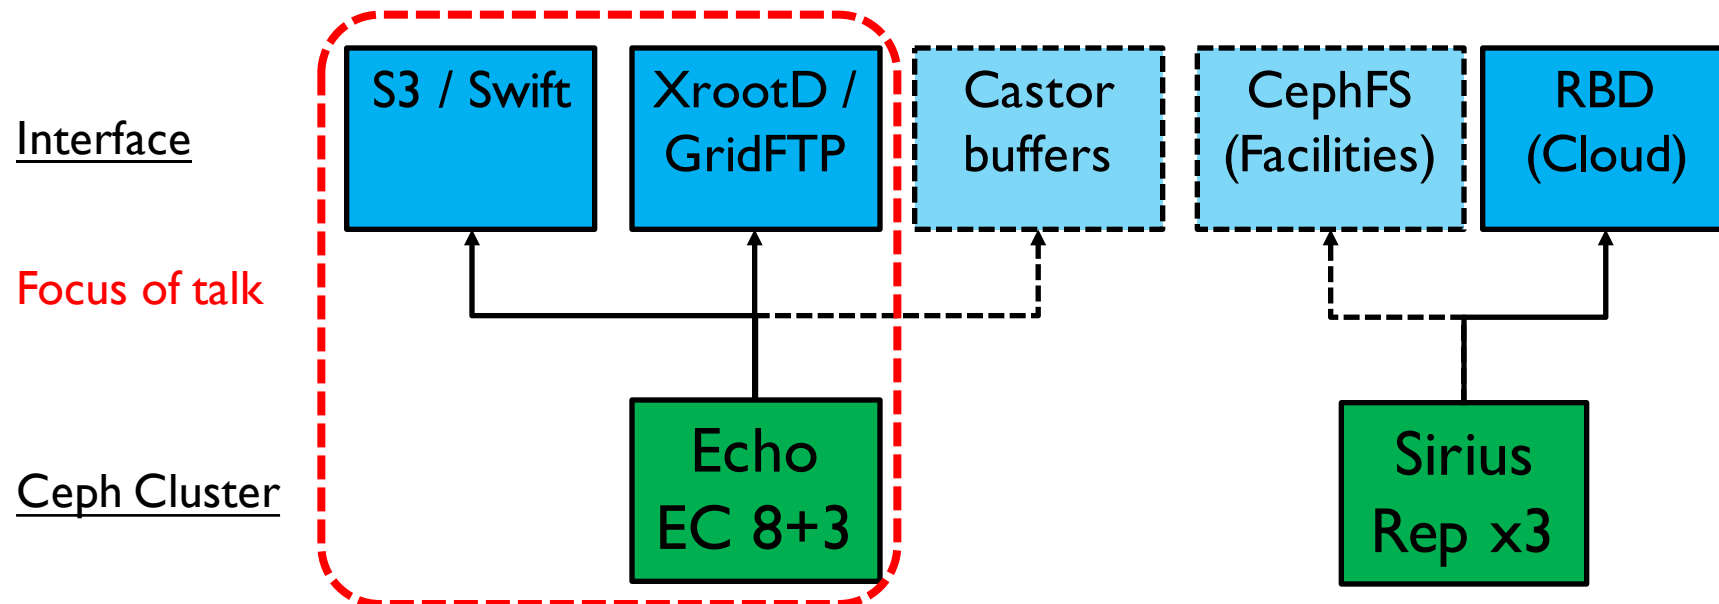 Interface
S3 / Swift
XrootD /
GridFTP
Castor
buffers
CephFS
(Facilities)
RBD
(Cloud)
Focus of talk
Ceph Cluster
Echo
EC 8+3
Sirius
Rep x3